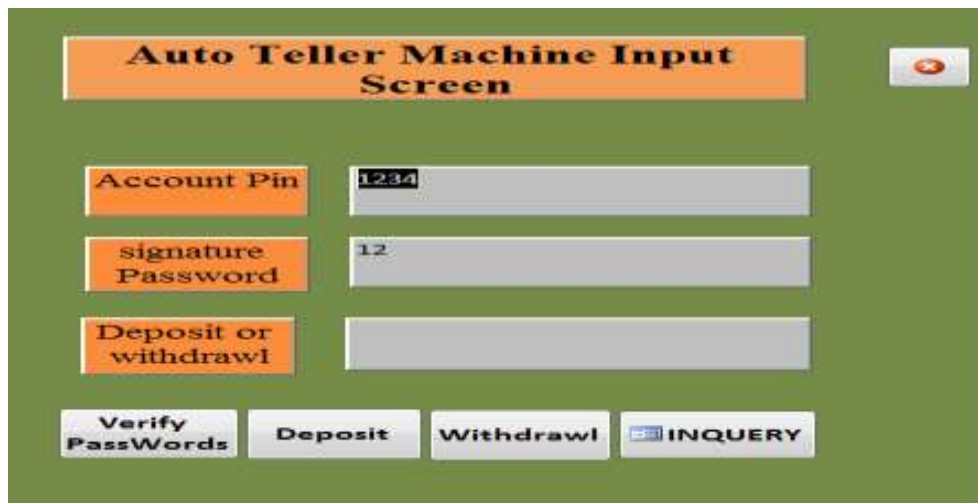 Auto Teller Machine Input
Screen
Account Pin
1234
signature
Password
12
Deposit or
withdrawl
Verify
PassWords
Deposit
Withdrawl
INQUERY